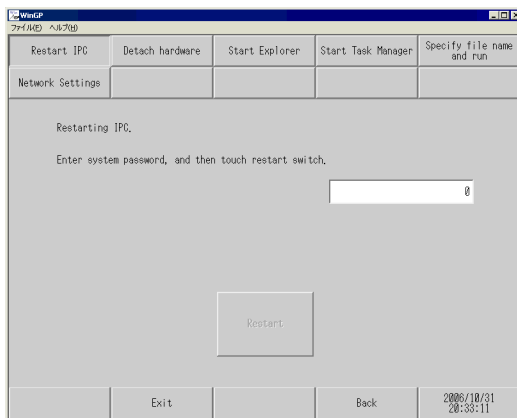 WinGP
ファイル(F) ヘルプ(H)
Restart IPC
Detach hardware
Start Explorer
Start Task Manager
Specify file name
and run
Network Settings
Restarting IPC.
Enter system password, and then touch restart switch.
0
Restart
Exit
Back
2006/10/31
20:33:11